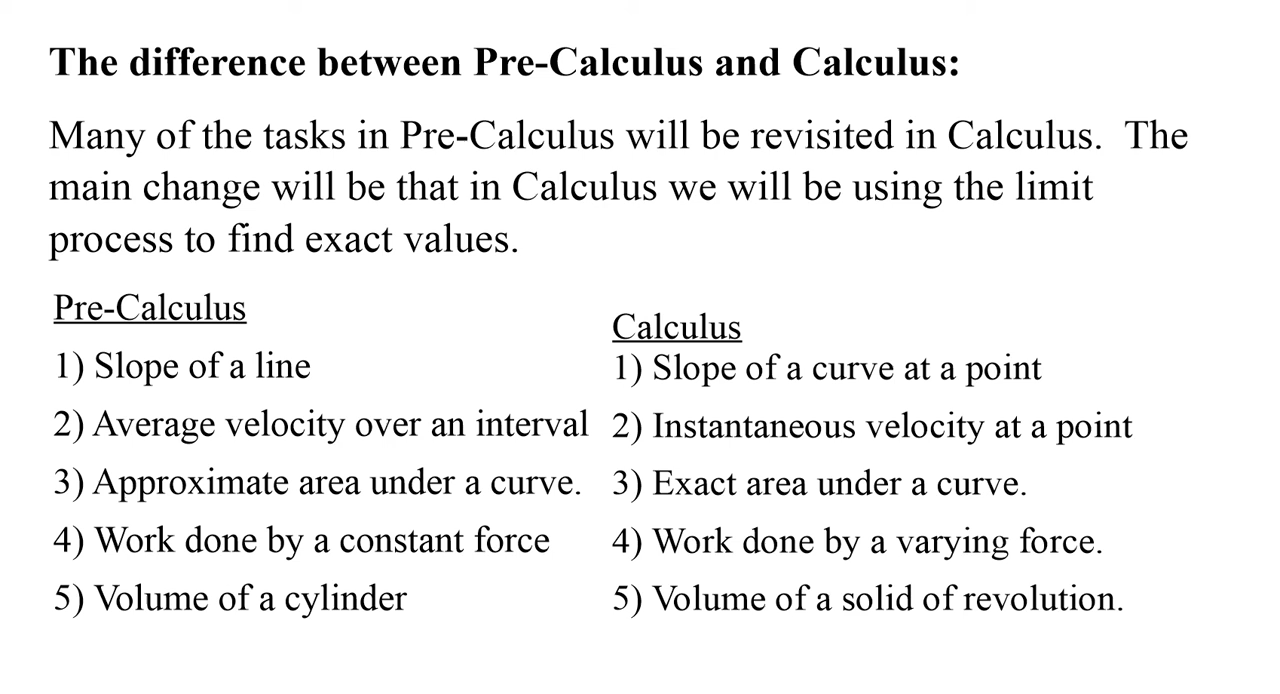 The difference between Pre-Calculus and Calculus:
Many of the tasks in Pre-Calculus will be revisited in Calculus.  The
main change will be that in Calculus we will be using the limit
process to find exact values.
Pre-Calculus
1) Slope of a line
2) Average velocity over an interval
3) Approximate area under a curve.
4) Work done by a constant force
5) Volume of a cylinder
Calculus
1) Slope of a curve at a point
2) Instantaneous velocity at a point
3) Exact area under a curve.
4) Work done by a varying force.
5) Volume of a solid of revolution.